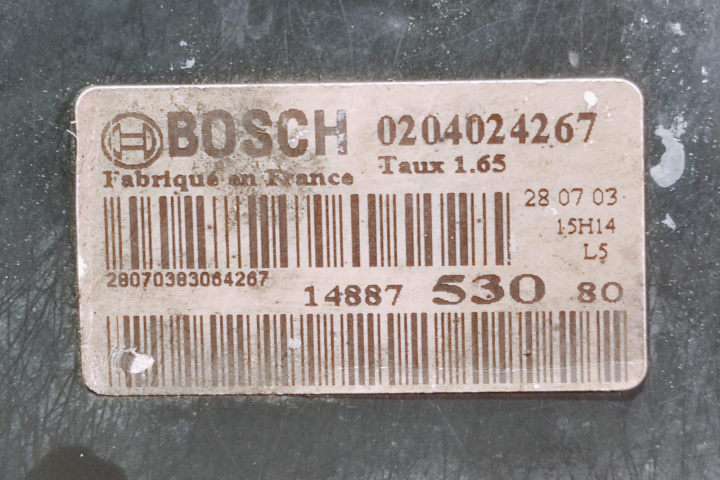 BOSCH 0204024267
Fabriqué en France Taux 1.65
28 07 03
15H14
L5
28070383064267
14887 530 80